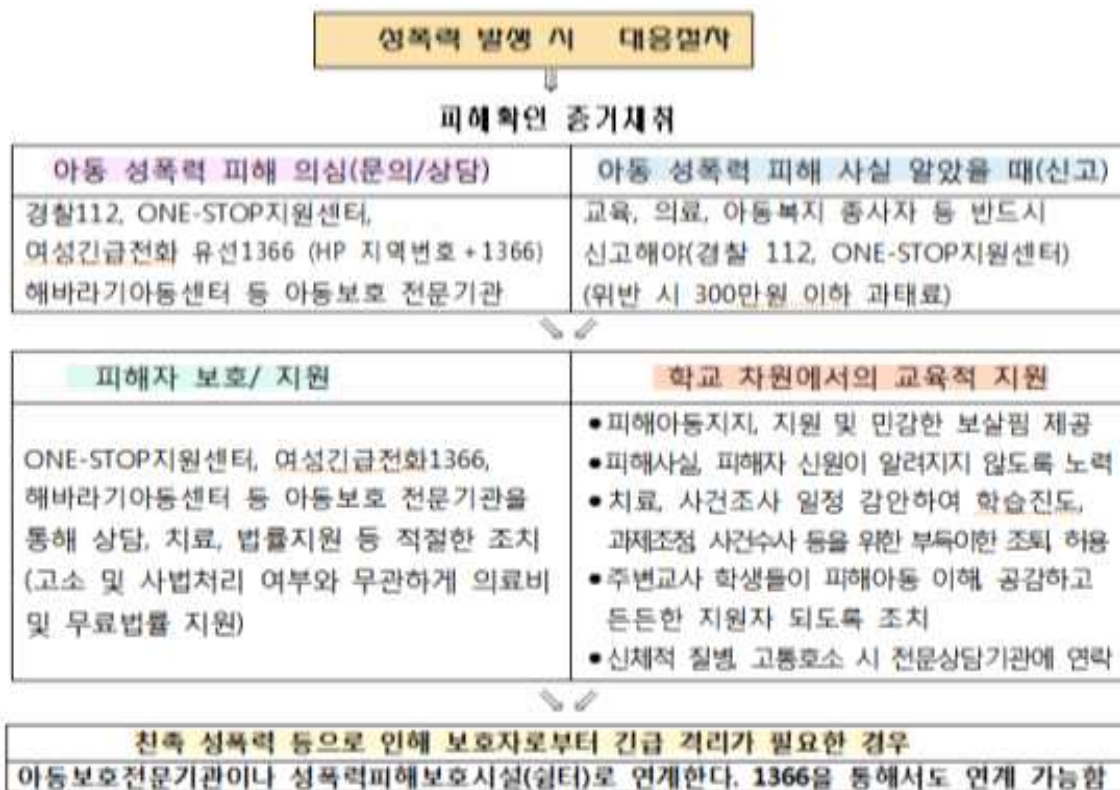 성폭력 발생 시 대응절차
피해확인 증거채취
아동 성폭력 피해 의심(문의/상담)
경찰112, ONE-STOP지원센터,
여성긴급전화 유선1366 (HP 지역번호+1366)
해바라기아동센터 등 아동보호 전문기관
아동 성폭력 피해 사실 알았을 때(신고)
교육, 의료, 아동복지 종사자 등 반드시
신고해야(경찰 112, ONE-STOP지원센터)
(위반 시 300만원 이하 과태료)
피해자 보호/ 지원
ONE-STOP지원센터, 여성긴급전화1366,
해바라기아동센터 등 아동보호 전문기관을
통해 상담, 치료, 법률지원 등 적절한 조치
(고소 및 사법처리 여부와 무관하게 의료비
및 무료법률 지원)
학교 차원에서의 교육적 지원
●피해아동지지, 지원 및 민감한 보살핌 제공
●피해사실, 피해자 신원이 알려지지 않도록 노력
●치료, 사건조사 일정 감안하여 학습진도,
과제조정, 사건수사 등을 위한 부득이한 조퇴, 허용
●주변교사 학생들이 피해아동 이해, 공감하고
든든한 지원자 되도록 조치
●신체적 질병, 고통호소 시 전문상담기관에 연락
친족 성폭력 등으로 인해 보호자로부터 긴급 격리가 필요한 경우
아동보호전문기관이나 성폭력피해보호시설(쉼터)로 연계한다. 1366을 통해서도 연계 가능함